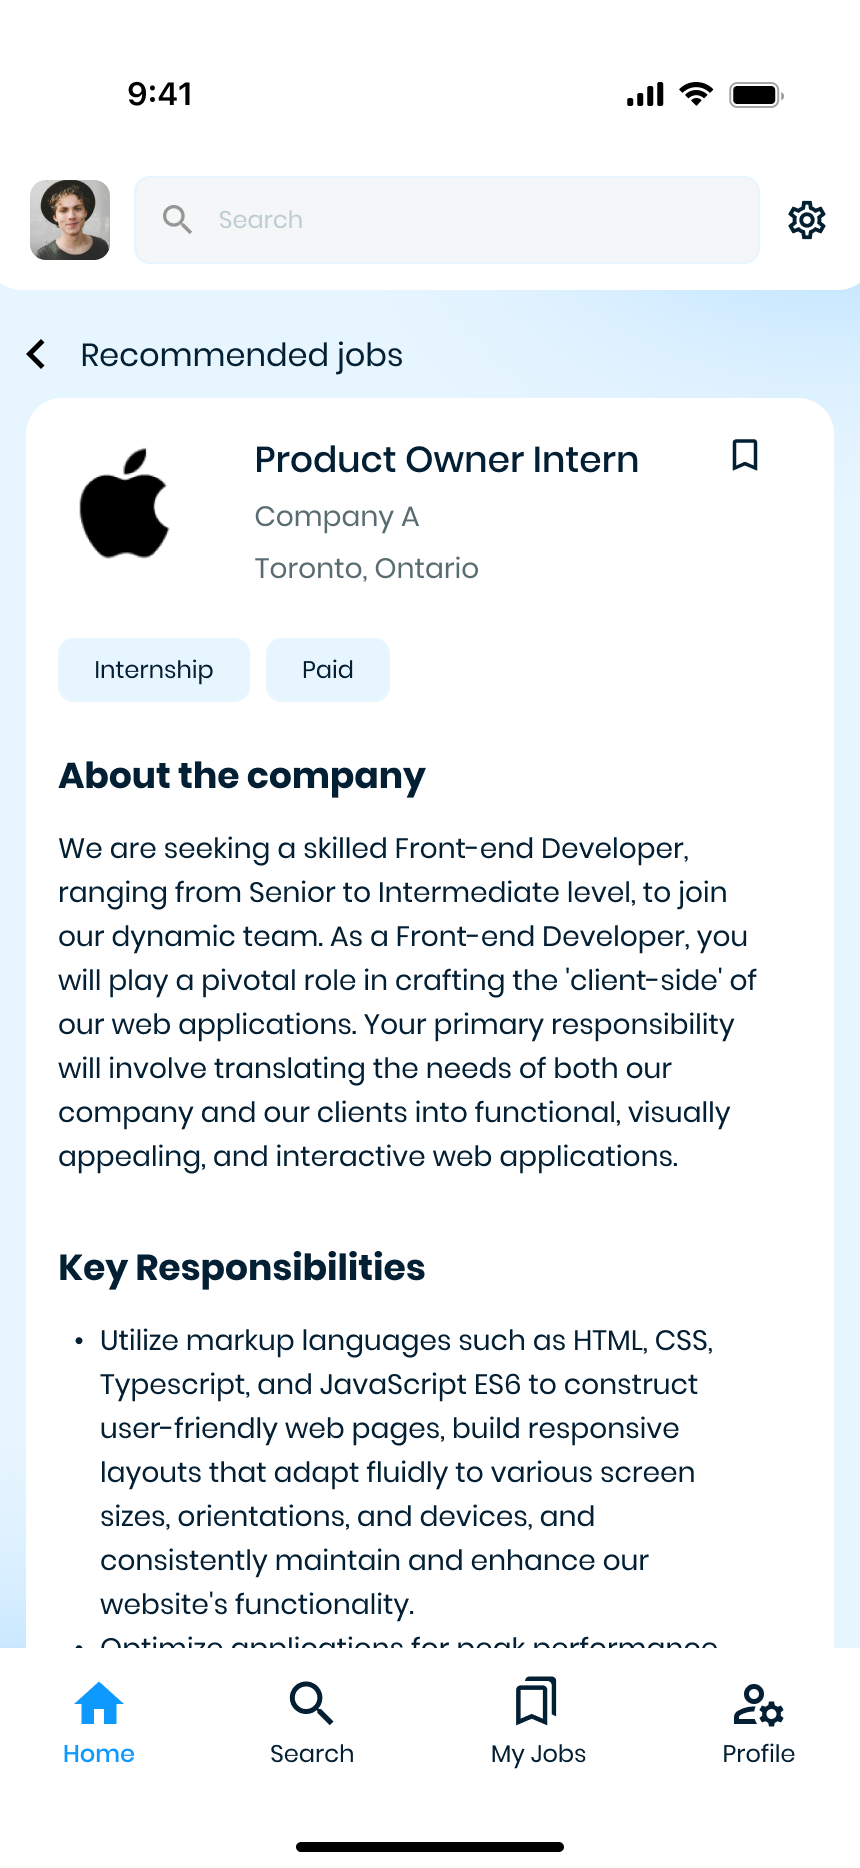 9:41
Search
Recommended jobs
Product Owner Intern
Company A
Toronto, Ontario
Internship
Paid
About the company
We are seeking a skilled Front-end Developer,
ranging from Senior to Intermediate level, to join
our dynamic team. As a Front-end Developer, you
will play a pivotal role in crafting the 'client-side' of
our web applications. Your primary responsibility
will involve translating the needs of both our
company and our clients into functional, visually
appealing, and interactive web applications.
Key Responsibilities
• Utilize markup languages such as HTML, CSS,
Typescript, and JavaScript ES6 to construct
user-friendly web pages, build responsive
layouts that adapt fluidly to various screen
sizes, orientations, and devices, and
consistently maintain and enhance our
website's functionality.
• Optimize applications for peak performance
Home
Search
My Jobs
Profile